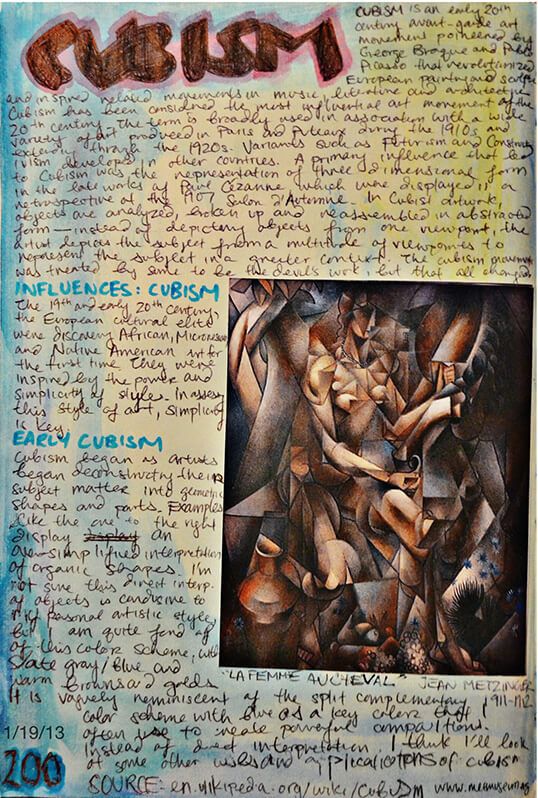 CUBISM
CUBISM is an early 20th
century avant-garde art
movement pioneered by
George Braque and Pablo
Picasso that revolutionized
European painting and sculpture
and inspired related movements in music, literature and architecture.
Cubism has been considered the most influential art movement of the
20th century. The term is broadly used in association with a wide
variety of art produced in Paris and Puteaux during the 1910s and
extending through the 1920s. Variants such as Futurism and Construct
ivism developed in other countries. A primary influence that led
to Cubism was the representation of three dimensional form
in the late works of Paul Cézanne which were displayed in a
retrospective at the 1907 Salon d'Automne. In Cubist artwork,
objects are analyzed, broken up and reassembled in abstracted
form — instead of depicting objects from one viewpoint, the
artist depicts the subject from a multitude of viewpoints to
represent the subject in a greater context. The cubism movement
was treated by some to be the devil's work, but that all changed
INFLUENCES: CUBISM
The 19th and early 20th century,
the European cultural elite
were discovery African, Micronesian
and Native American art for
the first time. They were
inspired by the power and
simplicity of styles. In
this style of art, simplicity
is key.
EARLY CUBISM
Cubism began as artists
began deconstructing their
subject matter into geometric
shapes and parts. Examples
like the one to the right
display an
over-simplified interpretation
of organic shapes. I'm
not sure this direct interp.
of objects is conducive to
my personal artistic styles,
but I am quite fond of
of this color scheme, with
slate gray/blue and
warm browns and golds.
"LA FEMME AU CHEVAL" JEAN METZINGER
1911-1912
It is vaguely reminiscent of the split complementary
color scheme with blue as a key color that I
often use to create powerful compositions.
1/19/13
Instead of direct interpretation, I think I'll look
at some other works and applications of cubism
200
SOURCE: en.wikipedia.org/wiki/cubism